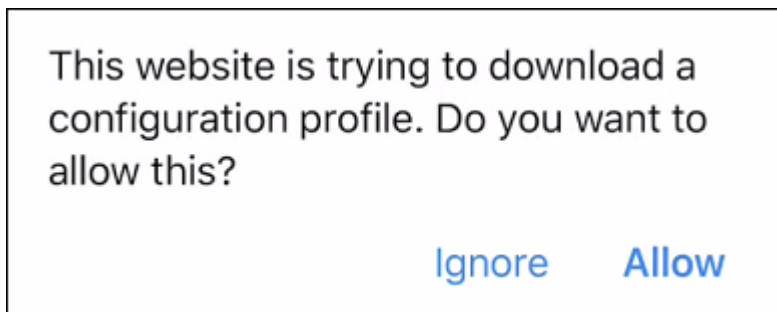 This website is trying to download a
configuration profile. Do you want to
allow this?
Ignore Allow